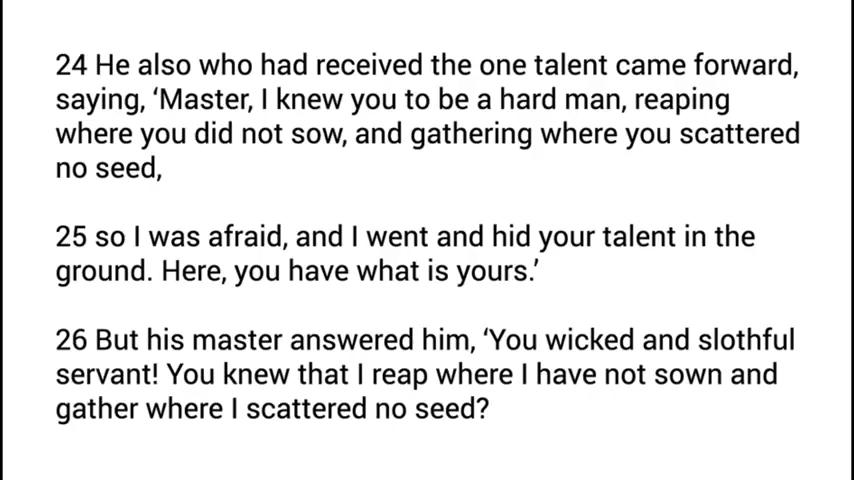 24 He also who had received the one talent came forward,
saying, ‘Master, I knew you to be a hard man, reaping
where you did not sow, and gathering where you scattered
no seed,
25 so I was afraid, and I went and hid your talent in the
ground. Here, you have what is yours.’
26 But his master answered him, ‘You wicked and slothful
servant! You knew that I reap where I have not sown and
gather where I scattered no seed?